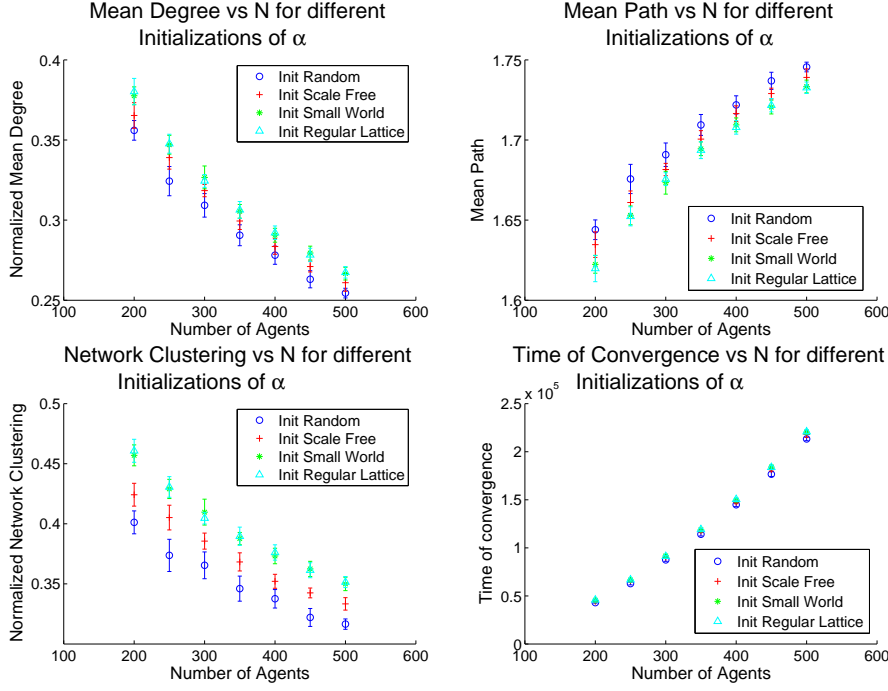 Mean Degree vs N for different
Initializations of α
0.4
0.35
0.3
0.25
Normalized Mean Degree
Init Random
Init Scale Free
Init Small World
Init Regular Lattice
100 200 300 400 500 600
Number of Agents
Mean Path vs N for different
Initializations of α
1.75
1.7
1.65
1.6
Mean Path
Init Random
Init Scale Free
Init Small World
Init Regular Lattice
100 200 300 400 500 600
Number of Agents
Network Clustering vs N for different
Initializations of α
0.5
0.45
0.4
0.35
Normalized Network Clustering
Init Random
Init Scale Free
Init Small World
Init Regular Lattice
100 200 300 400 500 600
Number of Agents
Time of Convergence vs N for different
Initializations of α
x 10^5
2.5
2
1.5
1
0.5
0
Time of convergence
Init Random
Init Scale Free
Init Small World
Init Regular Lattice
100 200 300 400 500 600
Number of Agents